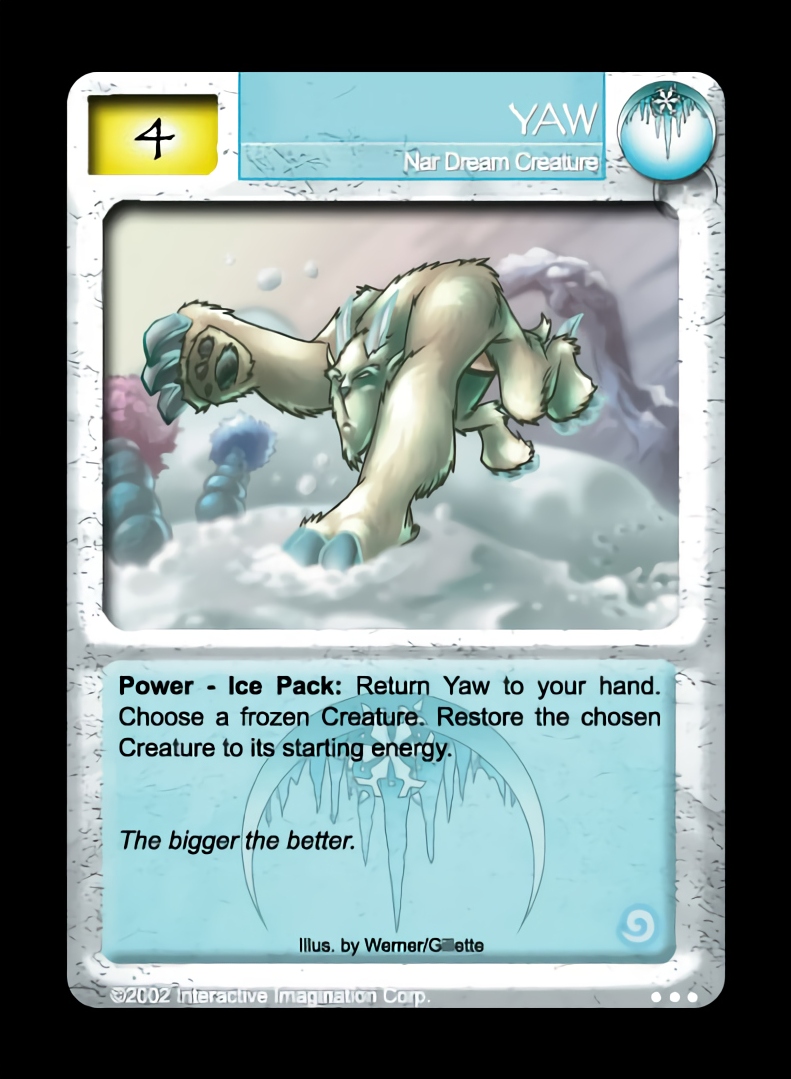 4
YAW
Nar Dream Creature
Power - Ice Pack: Return Yaw to your hand.
Choose a frozen Creature. Restore the chosen
Creature to its starting energy.
The bigger the better.
Illus. by
©2002 Interactive Imagination Corp.